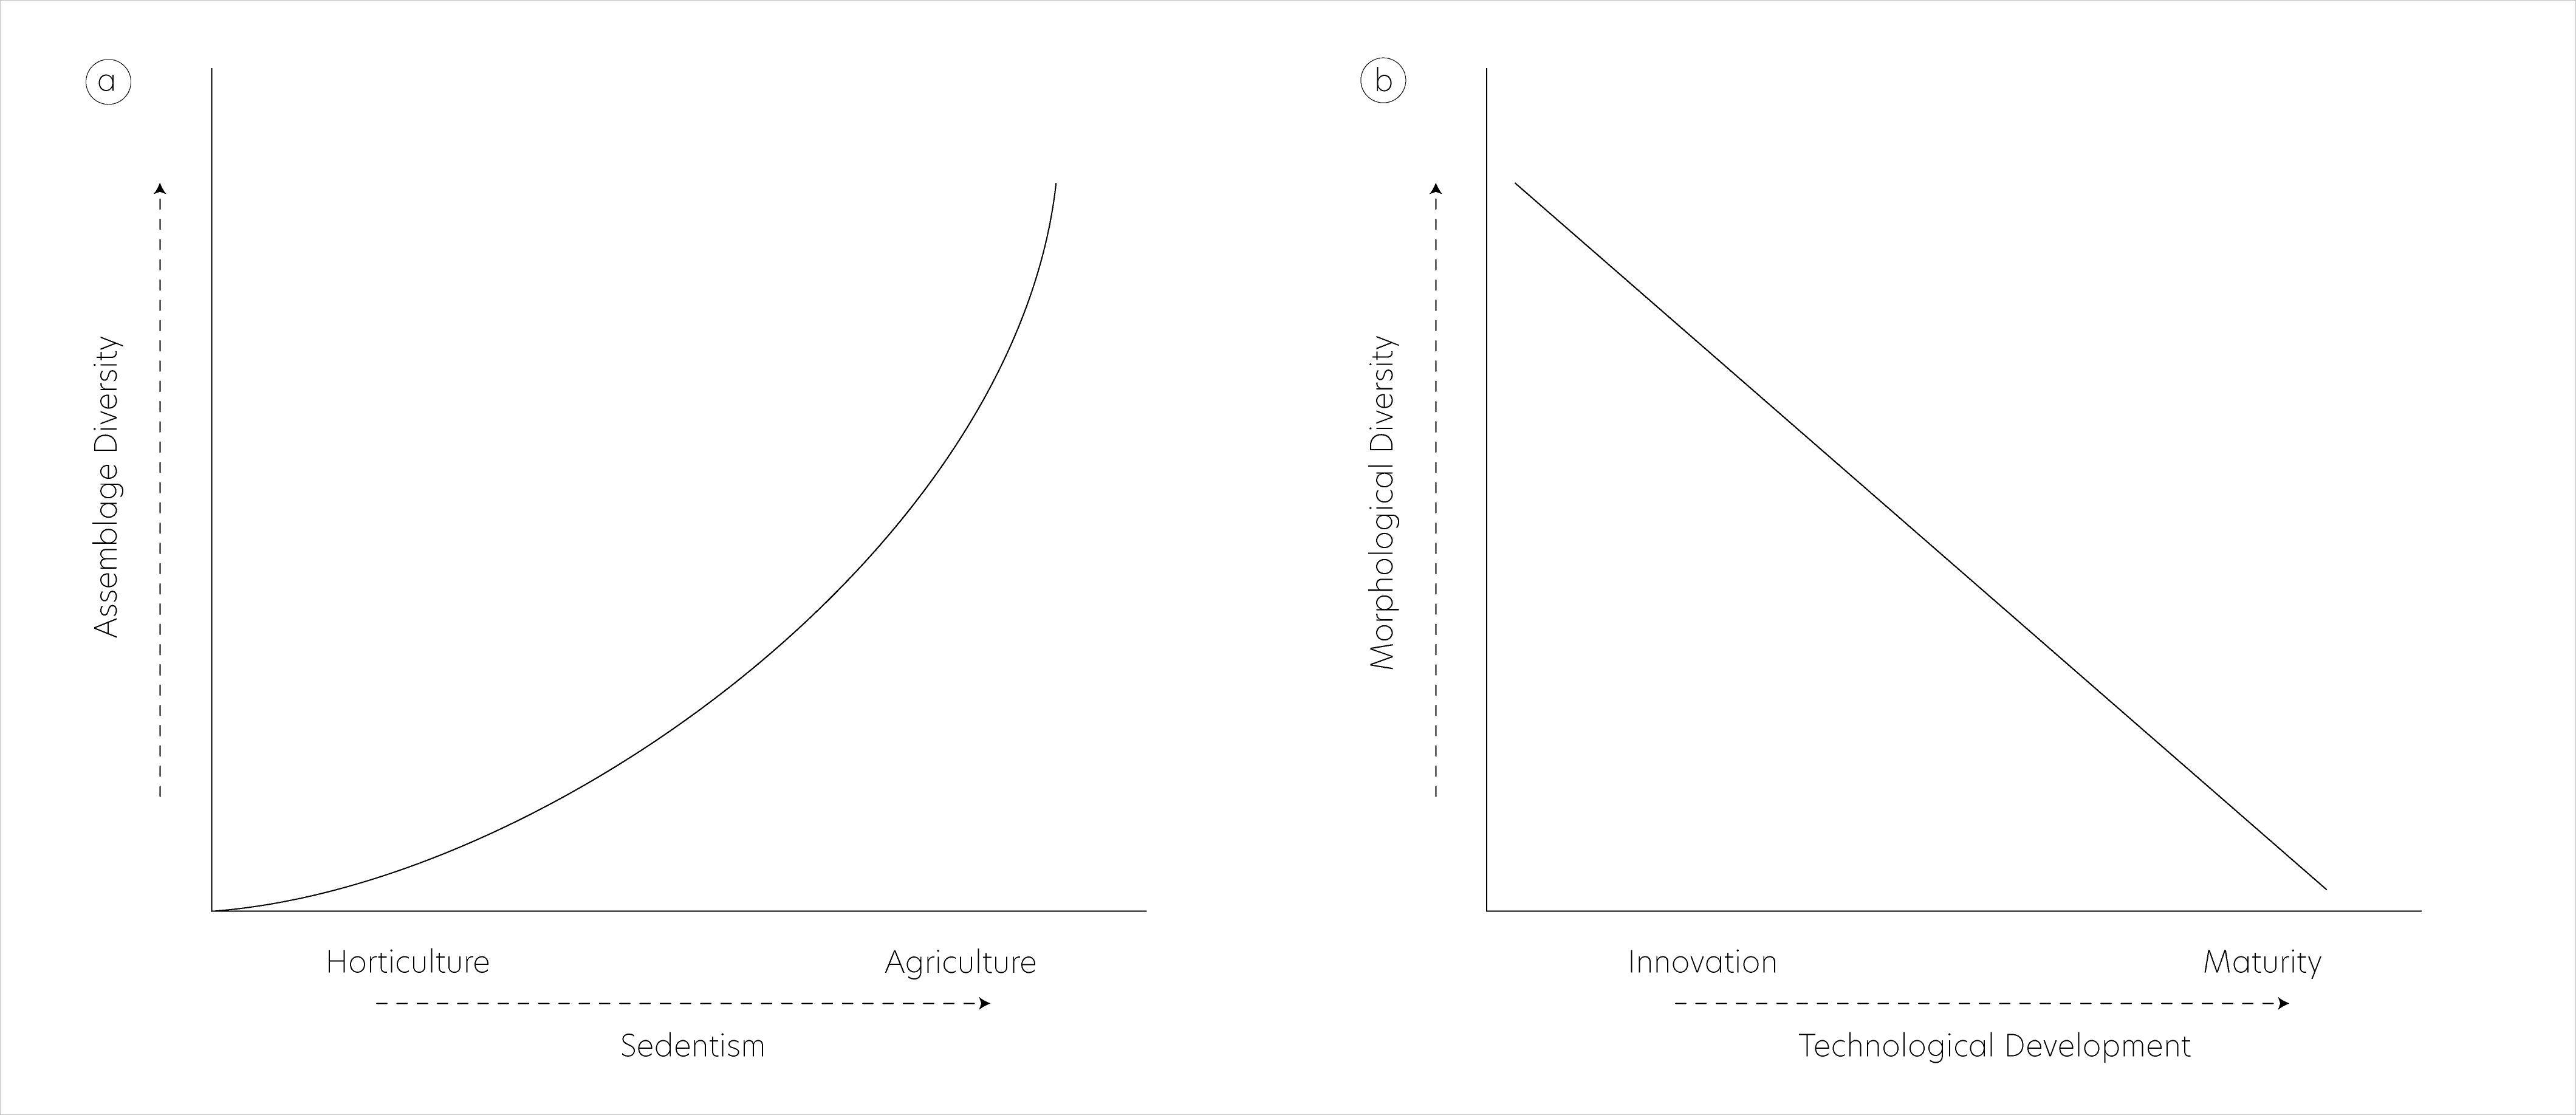 a
Assemblage Diversity
Horticulture
Agriculture
Sedentism
b
Morphological Diversity
Innovation
Maturity
Technological Development